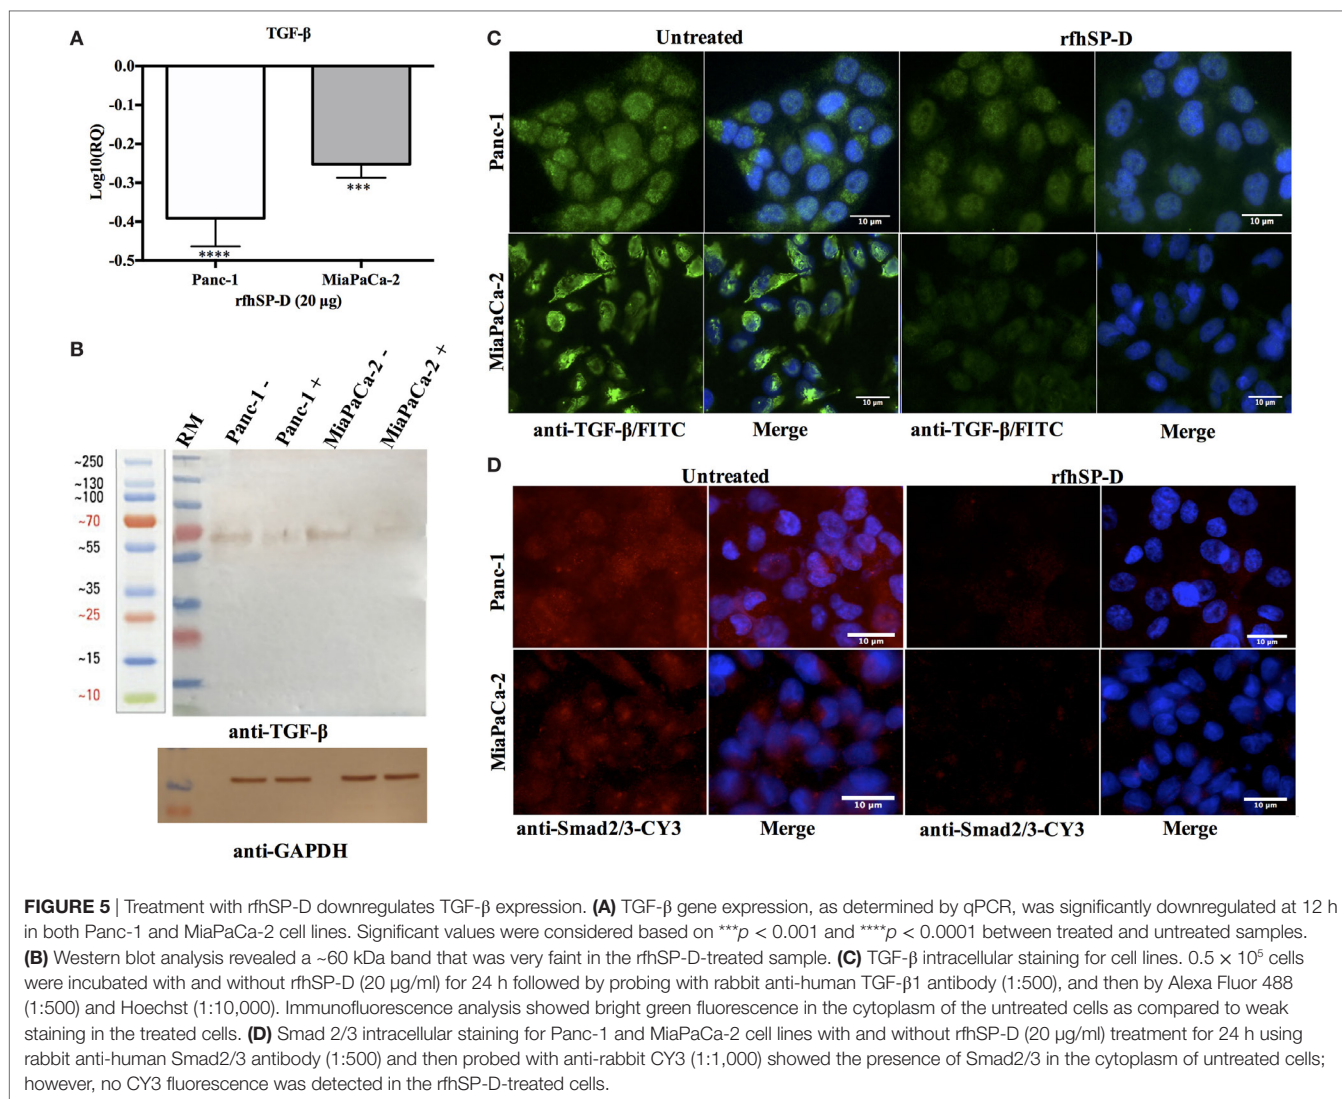 A
TGF-β
0.0
-0.1
-0.2
-0.3
-0.4
-0.5
Log10(RQ)
***
****
Panc-1
MiaPaCa-2
rfhSP-D (20 µg)
B
RM
Panc-1 -
Panc-1 +
MiaPaCa-2 -
MiaPaCa-2 +
~250
~130
~100
~70
~55
~35
~25
~15
~10
anti-TGF-β
anti-GAPDH
C
Untreated
rfhSP-D
Panc-1
10 µm
10 µm
MiaPaCa-2
10 µm
10 µm
anti-TGF-β/FITC
Merge
anti-TGF-β/FITC
Merge
D
Untreated
rfhSP-D
Panc-1
10 µm
10 µm
MiaPaCa-2
10 µm
10 µm
anti-Smad2/3-CY3
Merge
anti-Smad2/3-CY3
Merge
FIGURE 5 | Treatment with rfhSP-D downregulates TGF-β expression. (A) TGF-β gene expression, as determined by qPCR, was significantly downregulated at 12 h
in both Panc-1 and MiaPaCa-2 cell lines. Significant values were considered based on ***p < 0.001 and ****p < 0.0001 between treated and untreated samples.
(B) Western blot analysis revealed a ~60 kDa band that was very faint in the rfhSP-D-treated sample. (C) TGF-β intracellular staining for cell lines. 0.5 × 10⁵ cells
were incubated with and without rfhSP-D (20 µg/ml) for 24 h followed by probing with rabbit anti-human TGF-β1 antibody (1:500), and then by Alexa Fluor 488
(1:500) and Hoechst (1:10,000). Immunofluorescence analysis showed bright green fluorescence in the cytoplasm of the untreated cells as compared to weak
staining in the treated cells. (D) Smad 2/3 intracellular staining for Panc-1 and MiaPaCa-2 cell lines with and without rfhSP-D (20 µg/ml) treatment for 24 h using
rabbit anti-human Smad2/3 antibody (1:500) and then probed with anti-rabbit CY3 (1:1,000) showed the presence of Smad2/3 in the cytoplasm of untreated cells;
however, no CY3 fluorescence was detected in the rfhSP-D-treated cells.